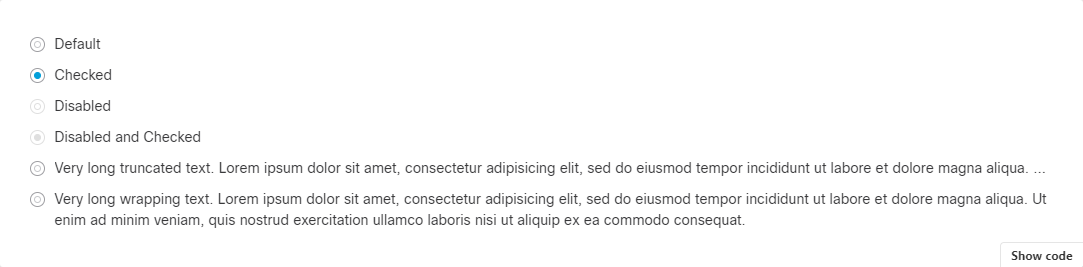 Default
Checked
Disabled
Disabled and Checked
Very long truncated text. Lorem ipsum dolor sit amet, consectetur adipisicing elit, sed do eiusmod tempor incididunt ut labore et dolore magna aliqua. ...
Very long wrapping text. Lorem ipsum dolor sit amet, consectetur adipisicing elit, sed do eiusmod tempor incididunt ut labore et dolore magna aliqua. Ut
enim ad minim veniam, quis nostrud exercitation ullamco laboris nisi ut aliquip ex ea commodo consequat.
Show code